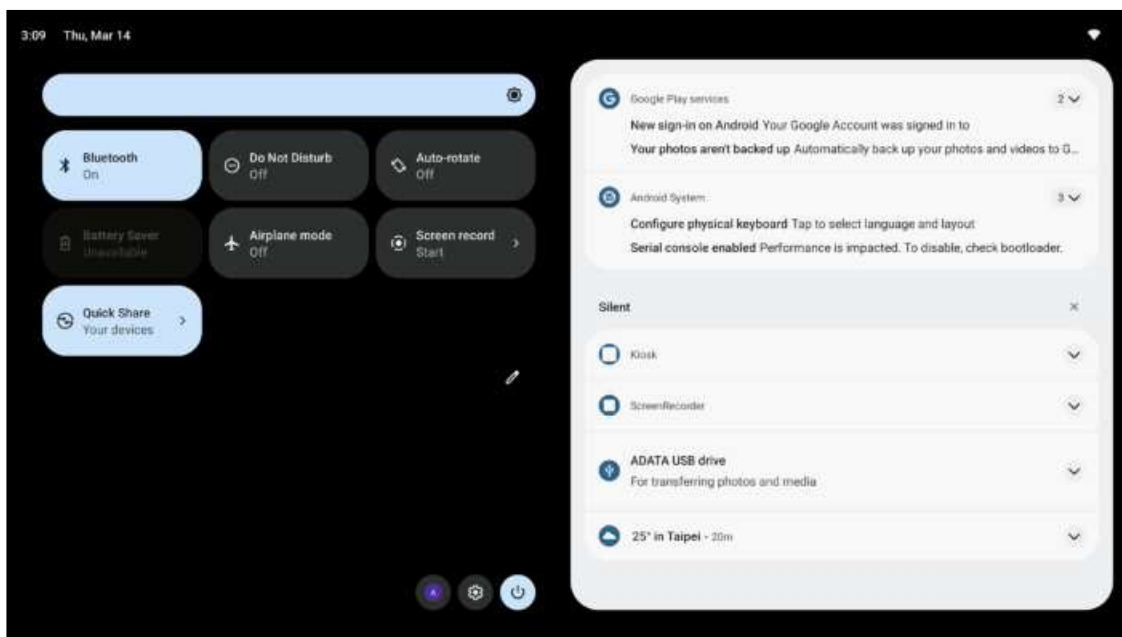 3:09 Thu, Mar 14
Bluetooth
On
Do Not Disturb
Off
Auto-rotate
Off
Battery Saver
Unavailable
Airplane mode
Off
Screen record
Start
Quick Share
Your devices
Google Play services
2
New sign-in on Android Your Google Account was signed in to
Your photos aren't backed up Automatically back up your photos and videos to G...
Android System
3
Configure physical keyboard Tap to select language and layout
Serial console enabled Performance is impacted. To disable, check bootloader.
Silent
Kiosk
ScreenRecorder
ADATA USB drive
For transferring photos and media
25° in Taipei - 20m